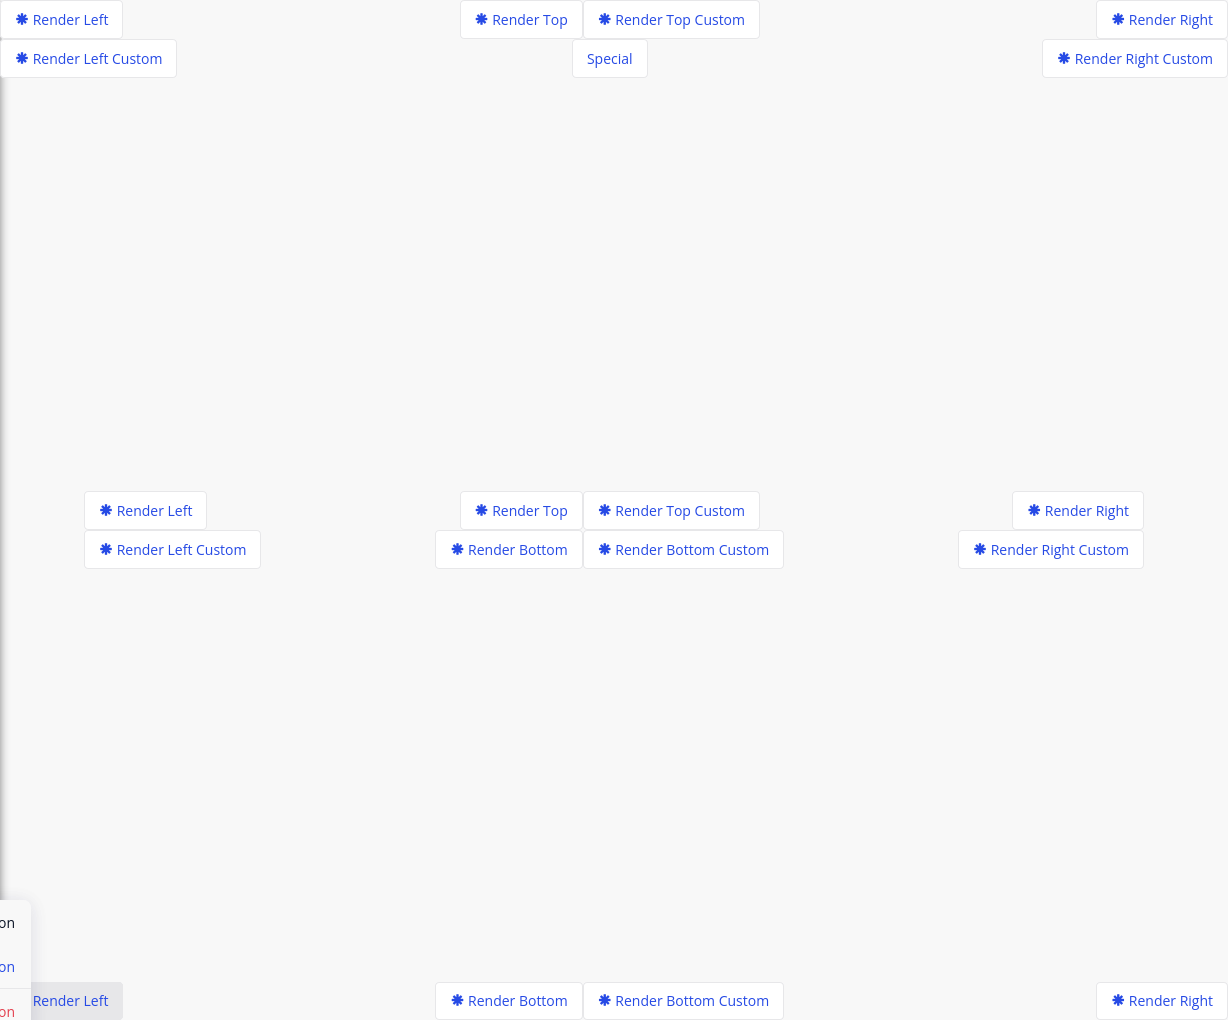 Render Left Render Top Render Top Custom Render Right
Render Left Custom Special Render Right Custom
Render Left Render Top Render Top Custom Render Right
Render Left Custom Render Bottom Render Bottom Custom Render Right Custom
on
on
Render Left Render Bottom Render Bottom Custom Render Right
on